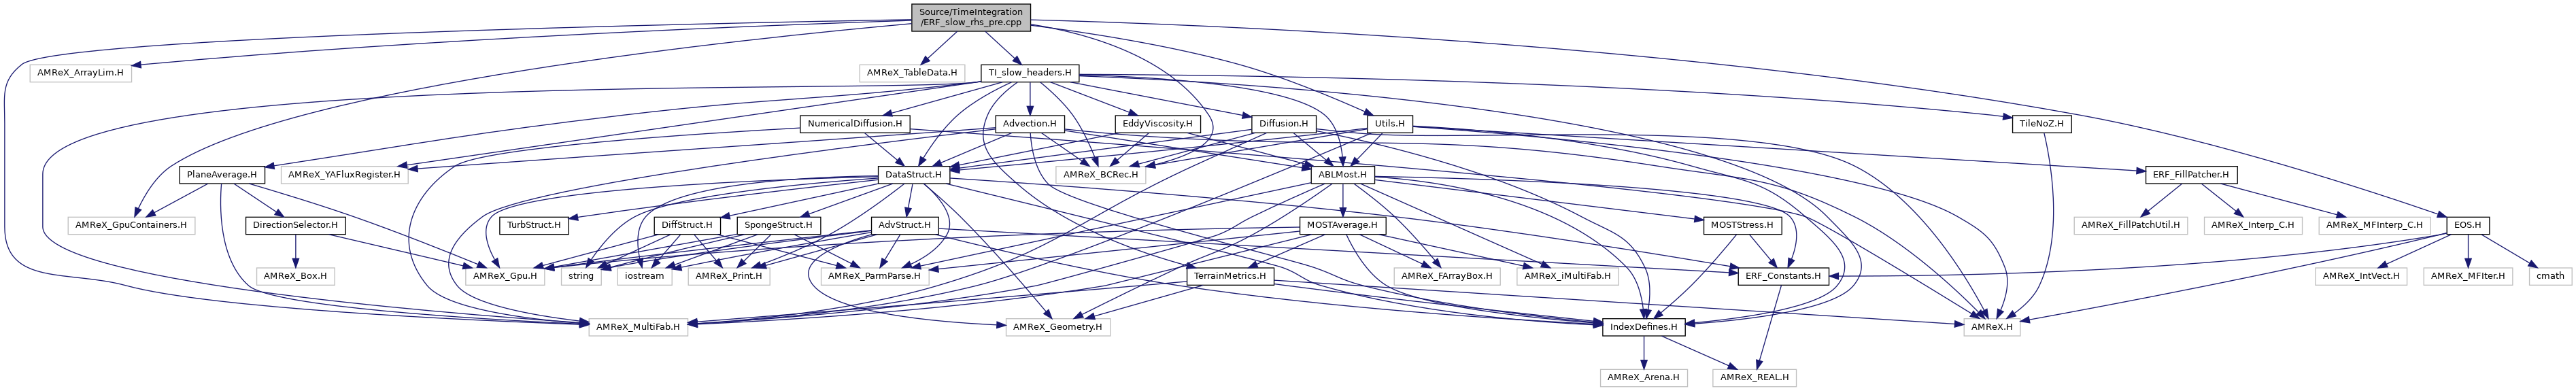 Source/TimeIntegration
/ERF_slow_rhs_pre.cpp
AMReX_ArrayLim.H
AMReX_TableData.H
TI_slow_headers.H
NumericalDiffusion.H
Advection.H
EddyViscosity.H
Diffusion.H
Utils.H
TileNoZ.H
PlaneAverage.H
AMReX_YAFluxRegister.H
DataStruct.H
AMReX_BCRec.H
ABLMost.H
ERF_FillPatcher.H
AMReX_GpuContainers.H
DirectionSelector.H
TurbStruct.H
DiffStruct.H
SpongeStruct.H
AdvStruct.H
MOSTAverage.H
MOSTStress.H
AMReX_FillPatchUtil.H
AMReX_Interp_C.H
AMReX_MFInterp_C.H
EOS.H
AMReX_Box.H
AMReX_Gpu.H
string
iostream
AMReX_Print.H
AMReX_ParmParse.H
TerrainMetrics.H
AMReX_FArrayBox.H
AMReX_iMultiFab.H
ERF_Constants.H
AMReX_IntVect.H
AMReX_MFIter.H
cmath
AMReX_MultiFab.H
AMReX_Geometry.H
IndexDefines.H
AMReX.H
AMReX_Arena.H
AMReX_REAL.H